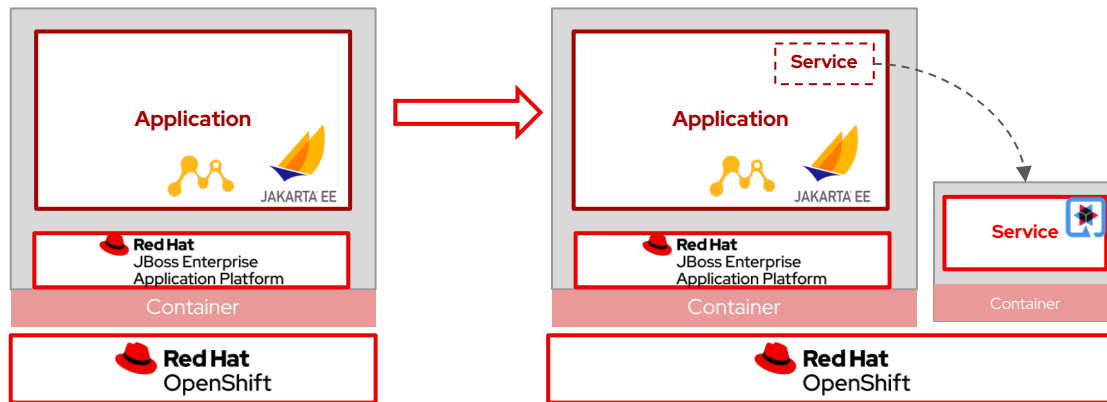 Application
JAKARTA EE
Red Hat
JBoss Enterprise
Application Platform
Container
Red Hat
OpenShift
Service
Application
JAKARTA EE
Red Hat
JBoss Enterprise
Application Platform
Container
Service
Container
Red Hat
OpenShift